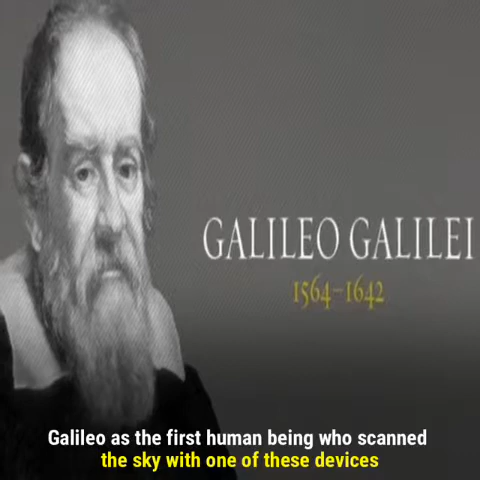 GALILEO GALILEI
1564–1642
Galileo as the first human being who scanned
the sky with one of these devices